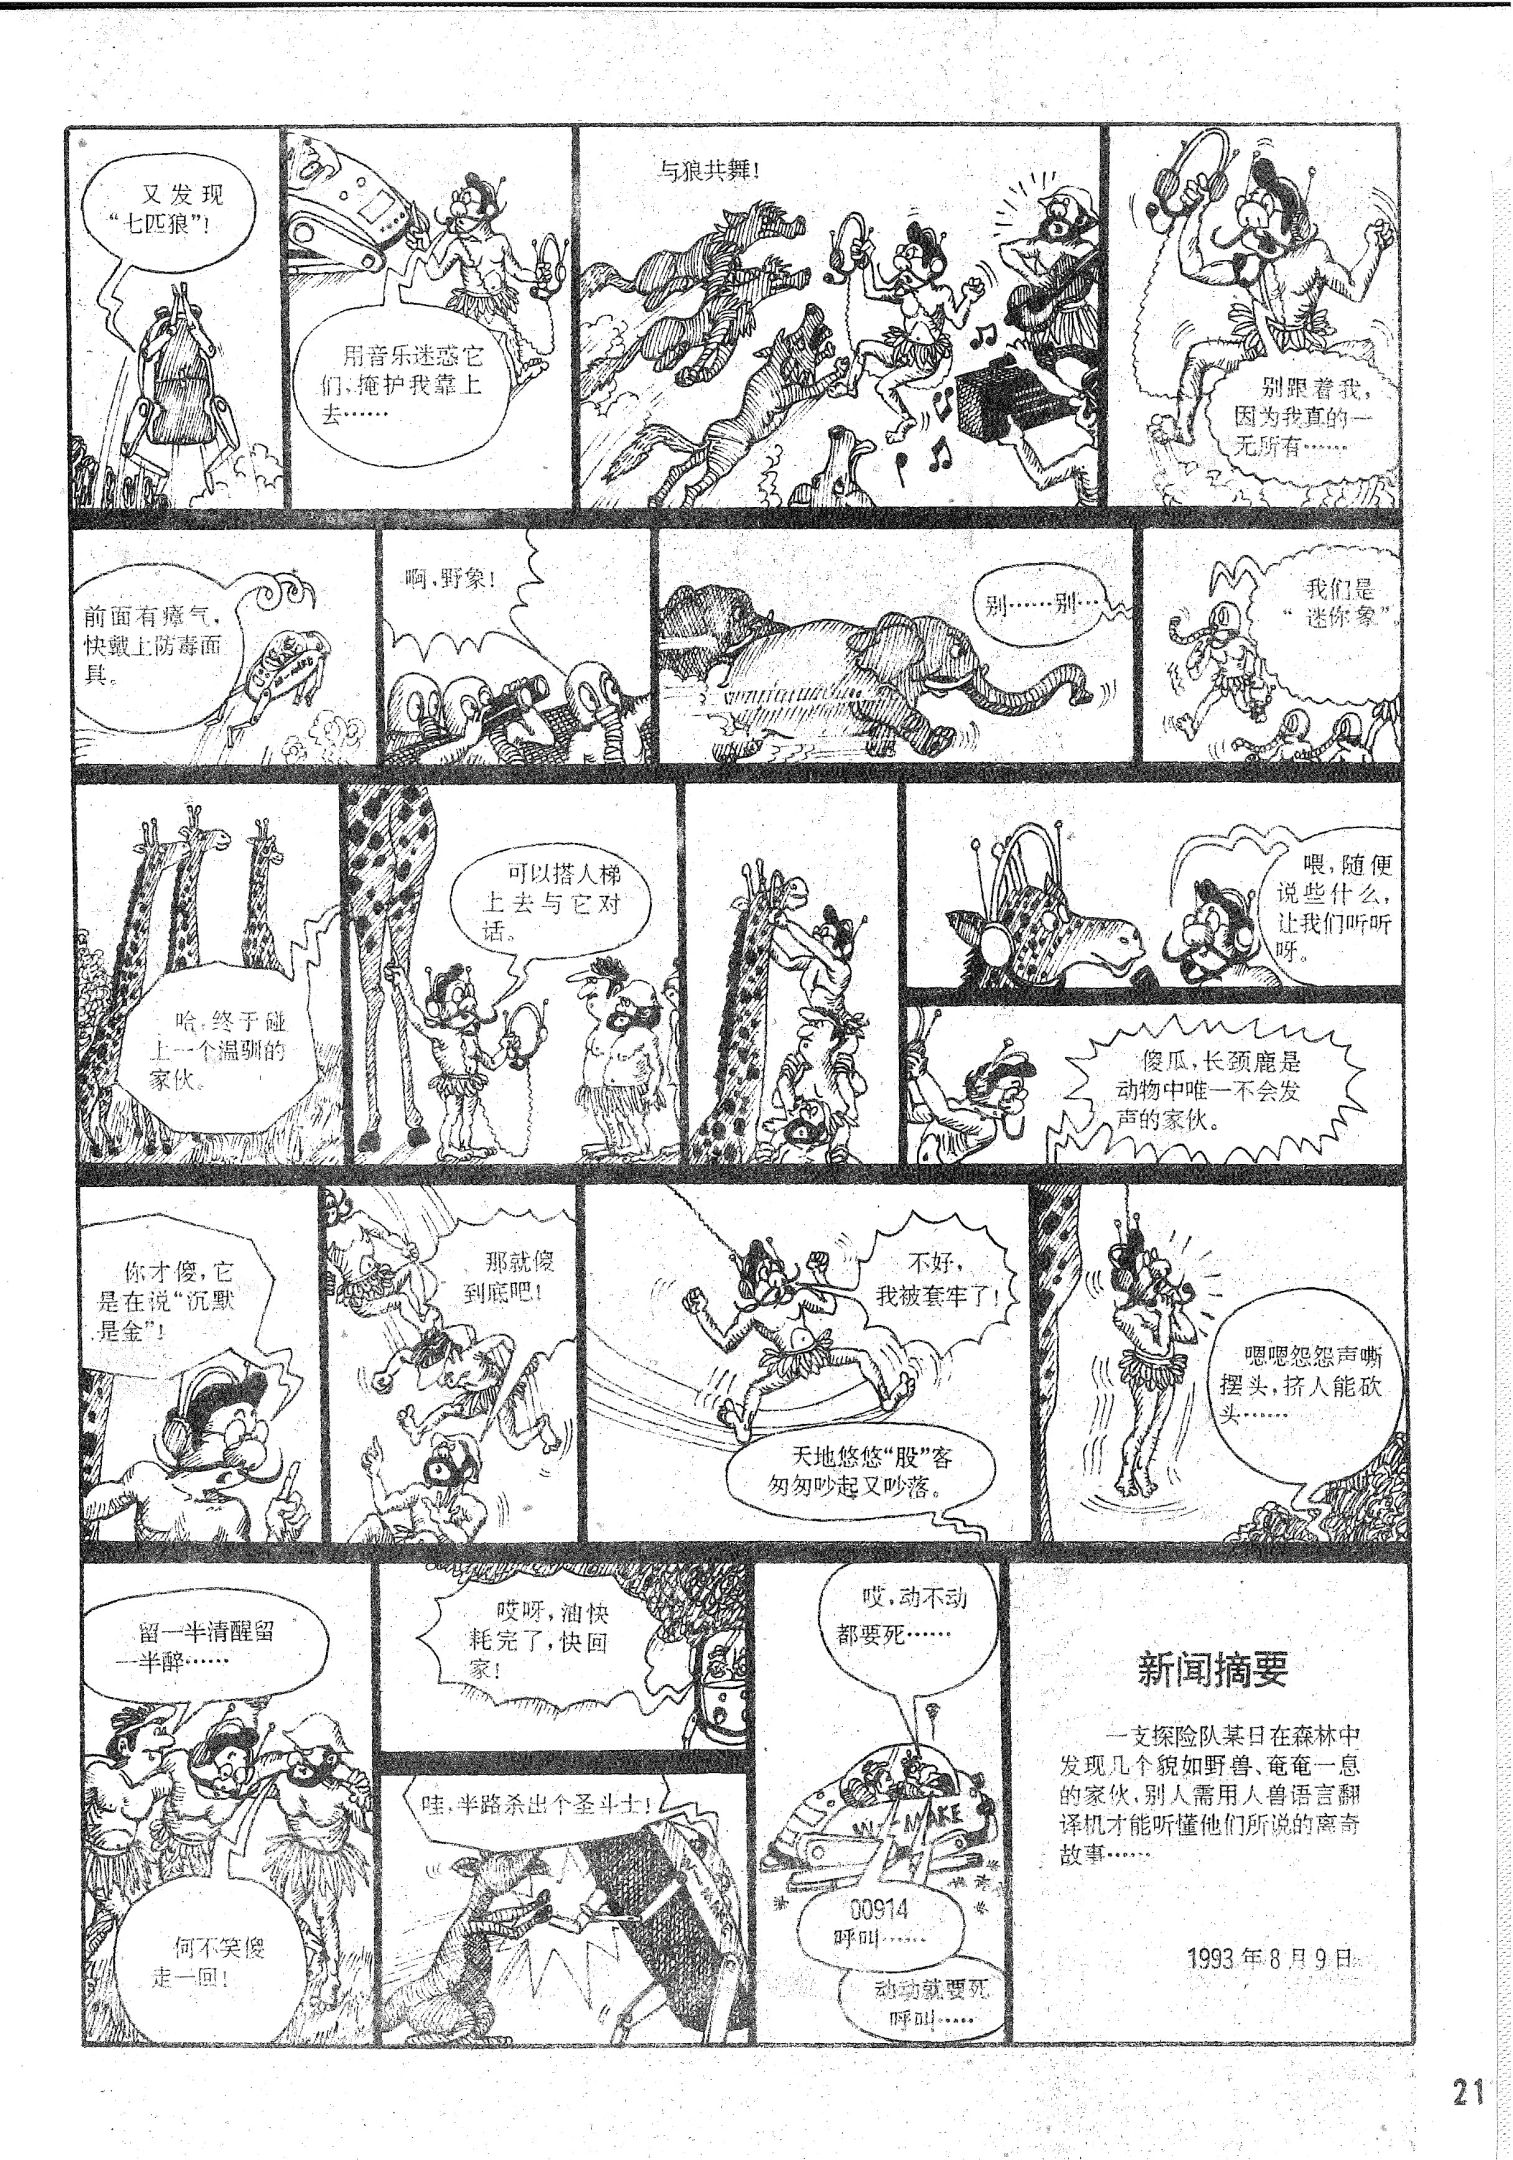 又发现
“七匹狼”!
用音乐迷惑它
们,掩护我靠上
去……
与狼共舞!
别跟着我,
因为我真的一
无所有……
前面有瘴气,
快戴上防毒面
具。
啊,野象!
别……别…
我们是
“迷你象”
哈,终于碰
上一个温驯的
家伙。
可以搭人梯
上去与它对
话。
喂,随便
说些什么,
让我们听听
呀。
傻瓜,长颈鹿是
动物中唯一不会发
声的家伙。
你才傻,它
是在说“沉默
是金”!
那就傻
到底吧!
不好,
我被套牢了!
天地悠悠“股”客
匆匆吵起又吵落。
嗯嗯怨怨声嘶
摆头,挤人能砍
头……
留一半清醒留
一半醉……
何不笑傻
走一回!
哎呀,油快
耗完了,快回
家!
哇,半路杀出个圣斗士!
哎,动不动
都要死……
W-MAKE
00914
呼叫……
动动就要死
呼叫……
新闻摘要
一支探险队某日在森林中
发现几个貌如野兽、奄奄一息
的家伙,别人需用人兽语言翻
译机才能听懂他们所说的离奇
故事……
1993年8月9日
21